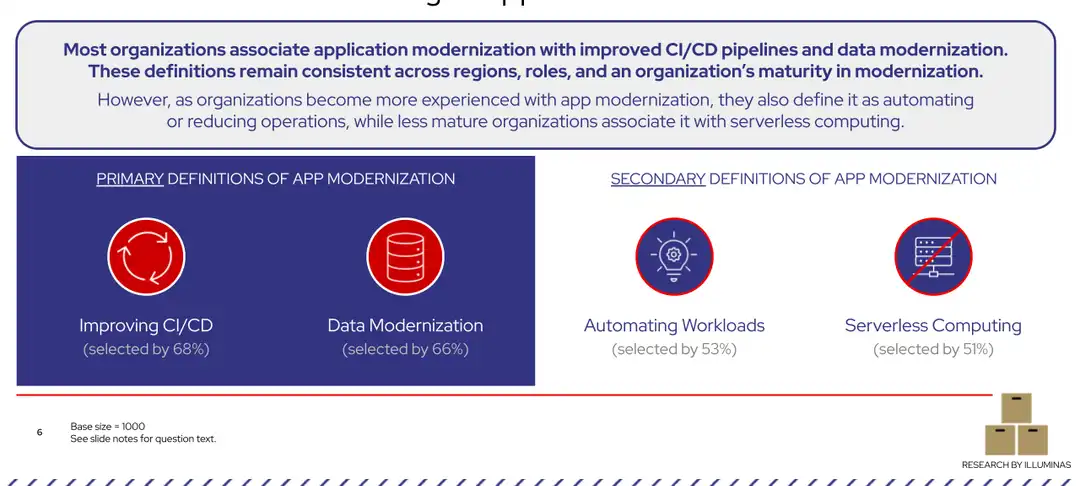 Most organizations associate application modernization with improved CI/CD pipelines and data modernization.
These definitions remain consistent across regions, roles, and an organization's maturity in modernization.
However, as organizations become more experienced with app modernization, they also define it as automating
or reducing operations, while less mature organizations associate it with serverless computing.
PRIMARY DEFINITIONS OF APP MODERNIZATION
Improving CI/CD
(selected by 68%)
Data Modernization
(selected by 66%)
SECONDARY DEFINITIONS OF APP MODERNIZATION
Automating Workloads
(selected by 53%)
Serverless Computing
(selected by 51%)
6
Base size = 1000
See slide notes for question text.
RESEARCH BY ILLUMINAS